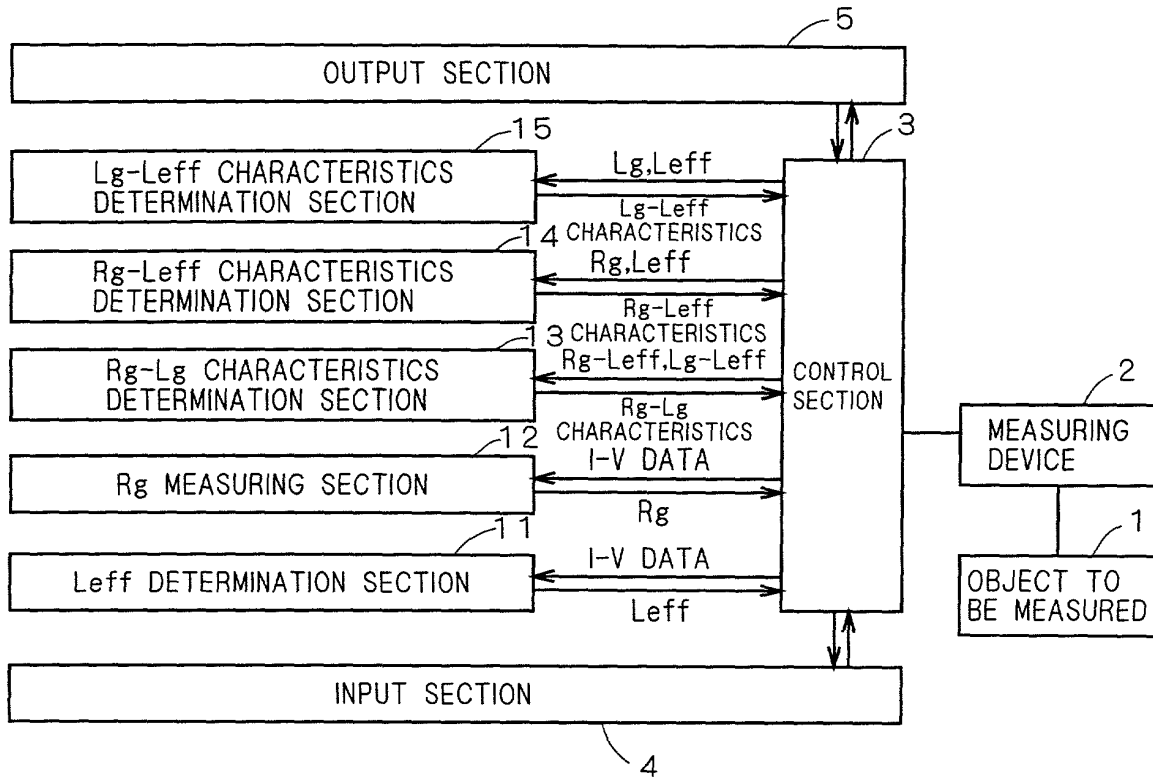 5
OUTPUT SECTION
15
3
Lg-Leff CHARACTERISTICS
DETERMINATION SECTION
Lg,Leff
Lg-Leff
CHARACTERISTICS
14
Rg-Leff CHARACTERISTICS
DETERMINATION SECTION
Rg,Leff
Rg-Leff
CHARACTERISTICS
13
Rg-Lg CHARACTERISTICS
DETERMINATION SECTION
Rg-Leff,Lg-Leff
Rg-Lg
CHARACTERISTICS
CONTROL
SECTION
2
MEASURING
DEVICE
12
Rg MEASURING SECTION
I-V DATA
Rg
11
Leff DETERMINATION SECTION
I-V DATA
Leff
1
OBJECT TO
BE MEASURED
INPUT SECTION
4